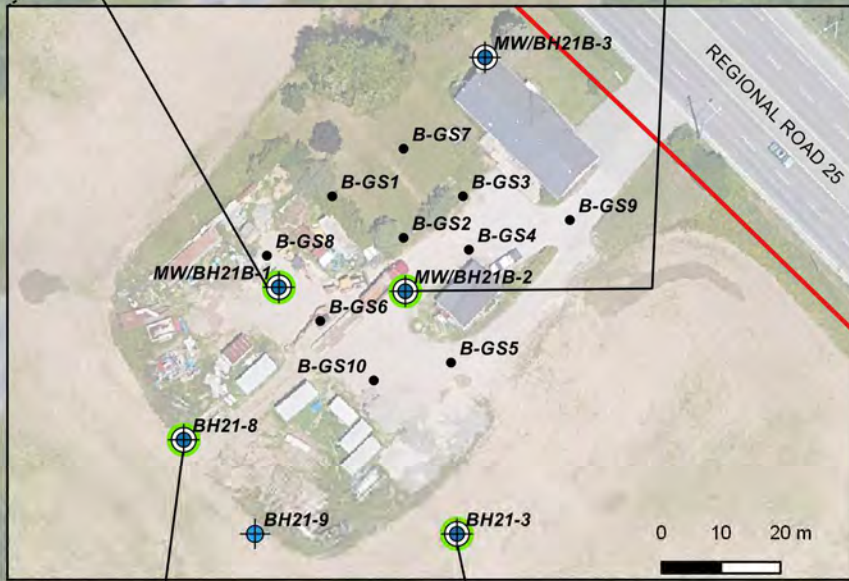 MW/BH21B-3
REGIONAL ROAD 25
B-GS7
B-GS1
B-GS3
B-GS9
B-GS2
B-GS4
B-GS8
MW/BH21B-1
MW/BH21B-2
B-GS6
B-GS5
B-GS10
BH21-8
BH21-9
BH21-3
0 10 20 m